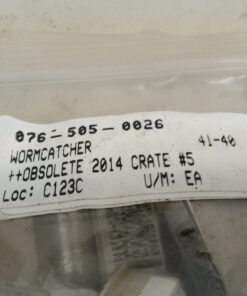 076-505-0026
WORMCATCHER 41-40
++OBSOLETE 2014 CRATE #5
Loc: C123C U/M: EA